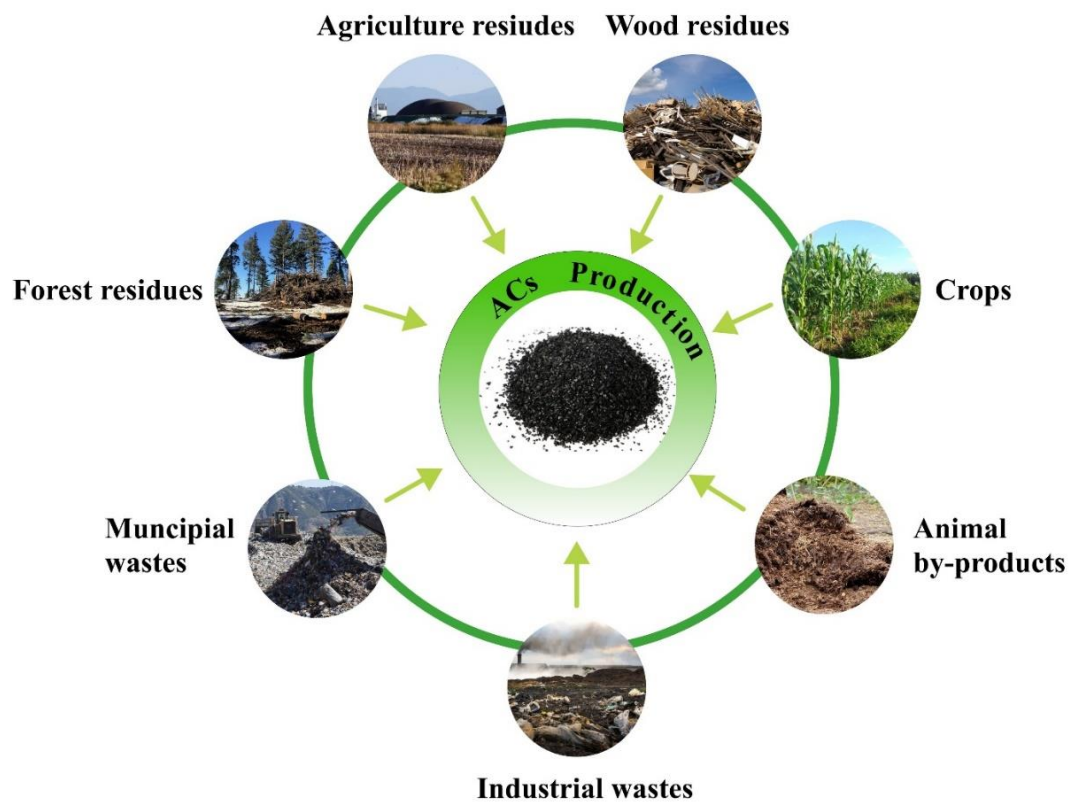 Agriculture resiudes
Wood residues
Forest residues
ACs Production
Crops
Muncipial
wastes
Animal
by-products
Industrial wastes